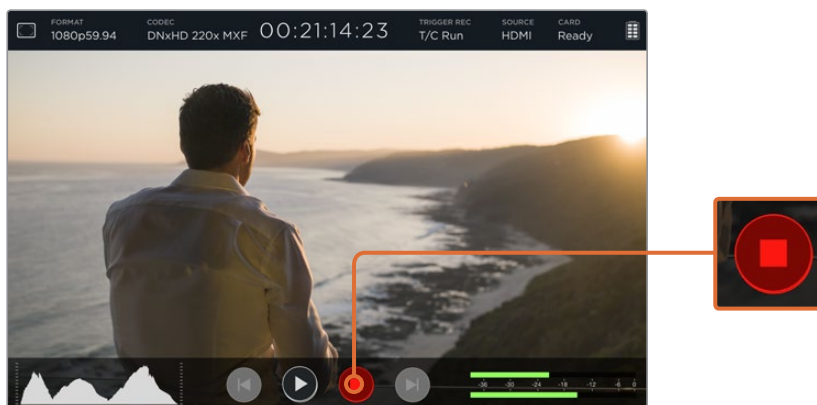 FORMAT CODEC TRIGGER REC SOURCE CARD
1080p59.94 DNxHD 220x MXF 00:21:14:23 T/C Run HDMI Ready
-36 -30 -24 -18 -12 -6 0